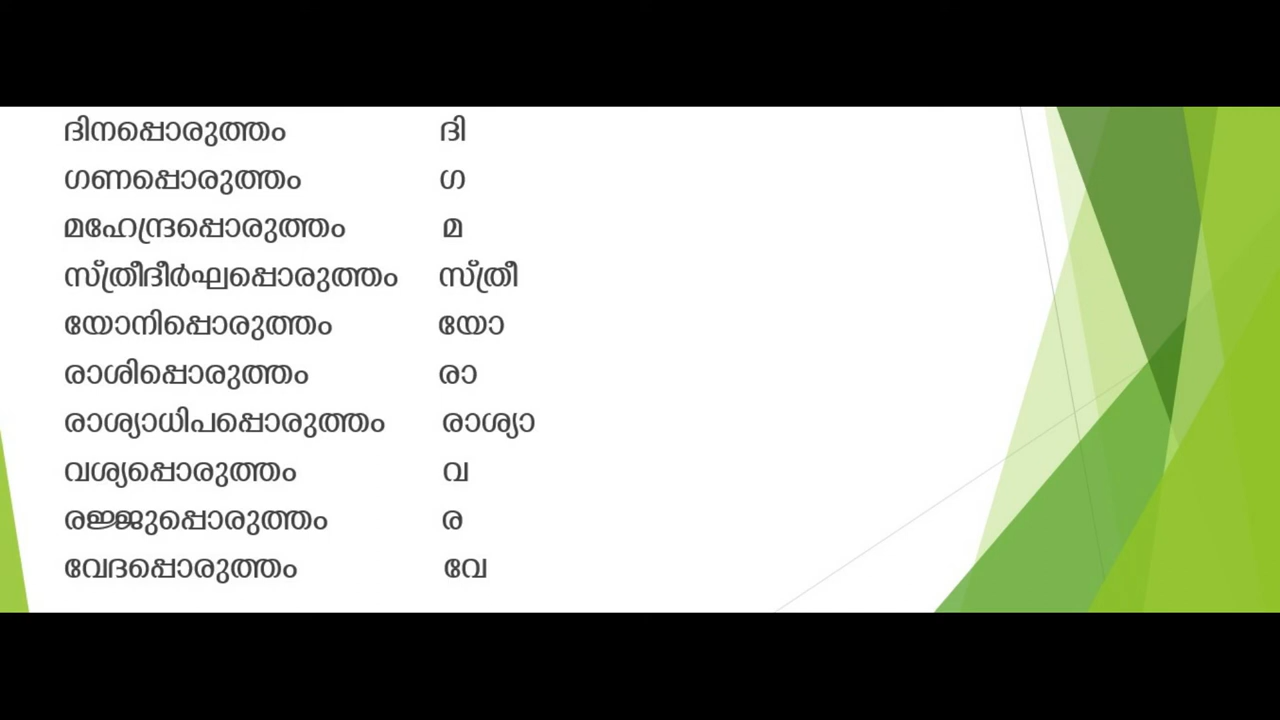 ദിനപ്പൊരുത്തം ദി
ഗണപ്പൊരുത്തം ഗ
മഹേന്ദ്രപ്പൊരുത്തം മ
സ്ത്രീദീർഘപ്പൊരുത്തം സ്ത്രീ
യോനിപ്പൊരുത്തം യോ
രാശിപ്പൊരുത്തം രാ
രാശ്യാധിപപ്പൊരുത്തം രാശ്യാ
വശ്യപ്പൊരുത്തം വ
രജ്ജുപ്പൊരുത്തം ര
വേദപ്പൊരുത്തം വേ